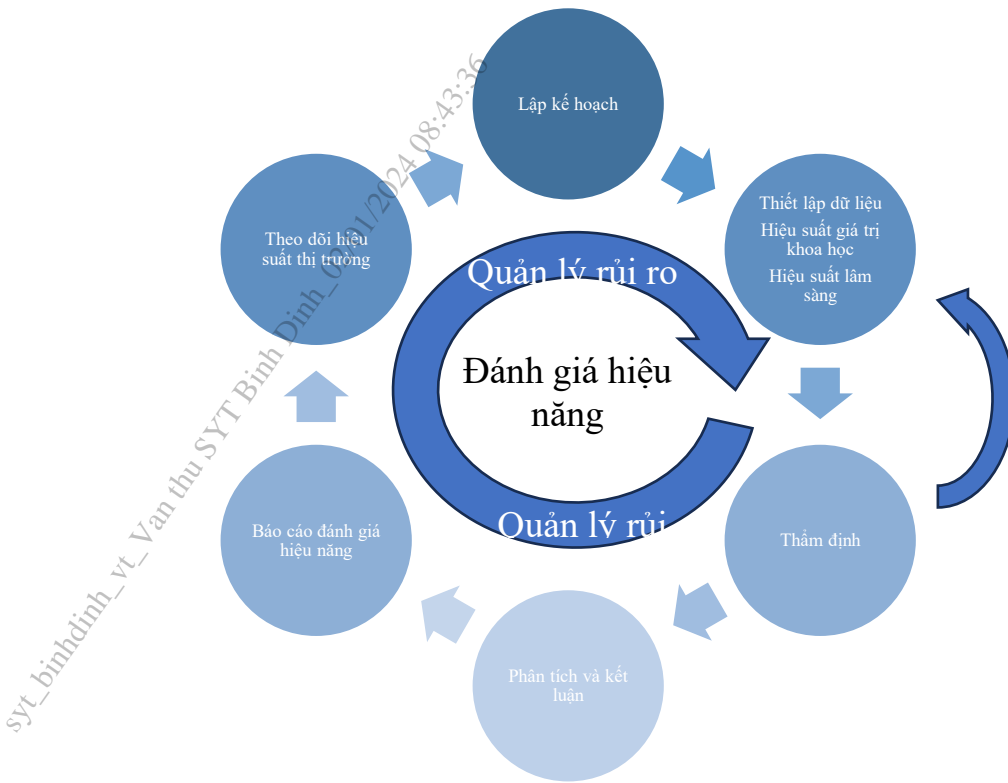 Lập kế hoạch
Thiết lập dữ liệu
Hiệu suất giá trị
khoa học
Hiệu suất lâm
sàng
Thẩm định
Phân tích và kết
luận
Báo cáo đánh giá
hiệu năng
Theo dõi hiệu
suất thị trường
Quản lý rủi ro
Đánh giá hiệu
năng
Quản lý rủi
syt_binhdinh_vt_Van thu SYT Binh Dinh_02/01/2024 08:43:36